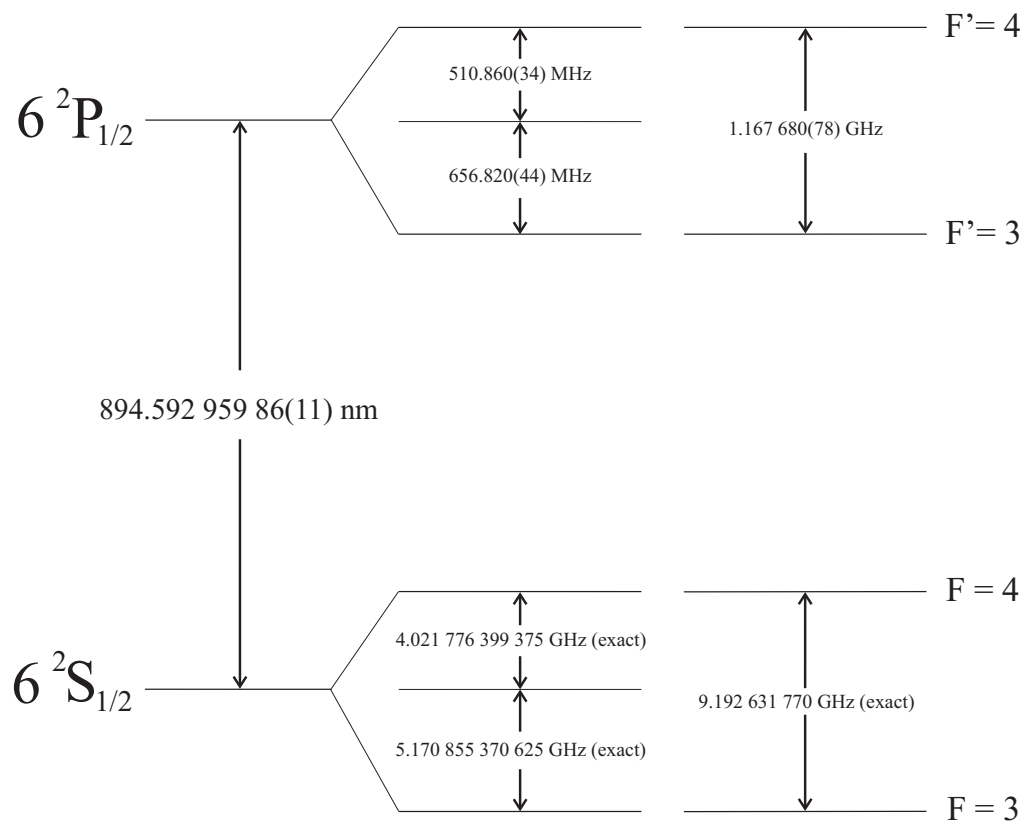 F’= 4
510.860(34) MHz
6 ²P₁/₂
1.167 680(78) GHz
656.820(44) MHz
F’= 3
894.592 959 86(11) nm
F = 4
4.021 776 399 375 GHz (exact)
6 ²S₁/₂
9.192 631 770 GHz (exact)
5.170 855 370 625 GHz (exact)
F = 3